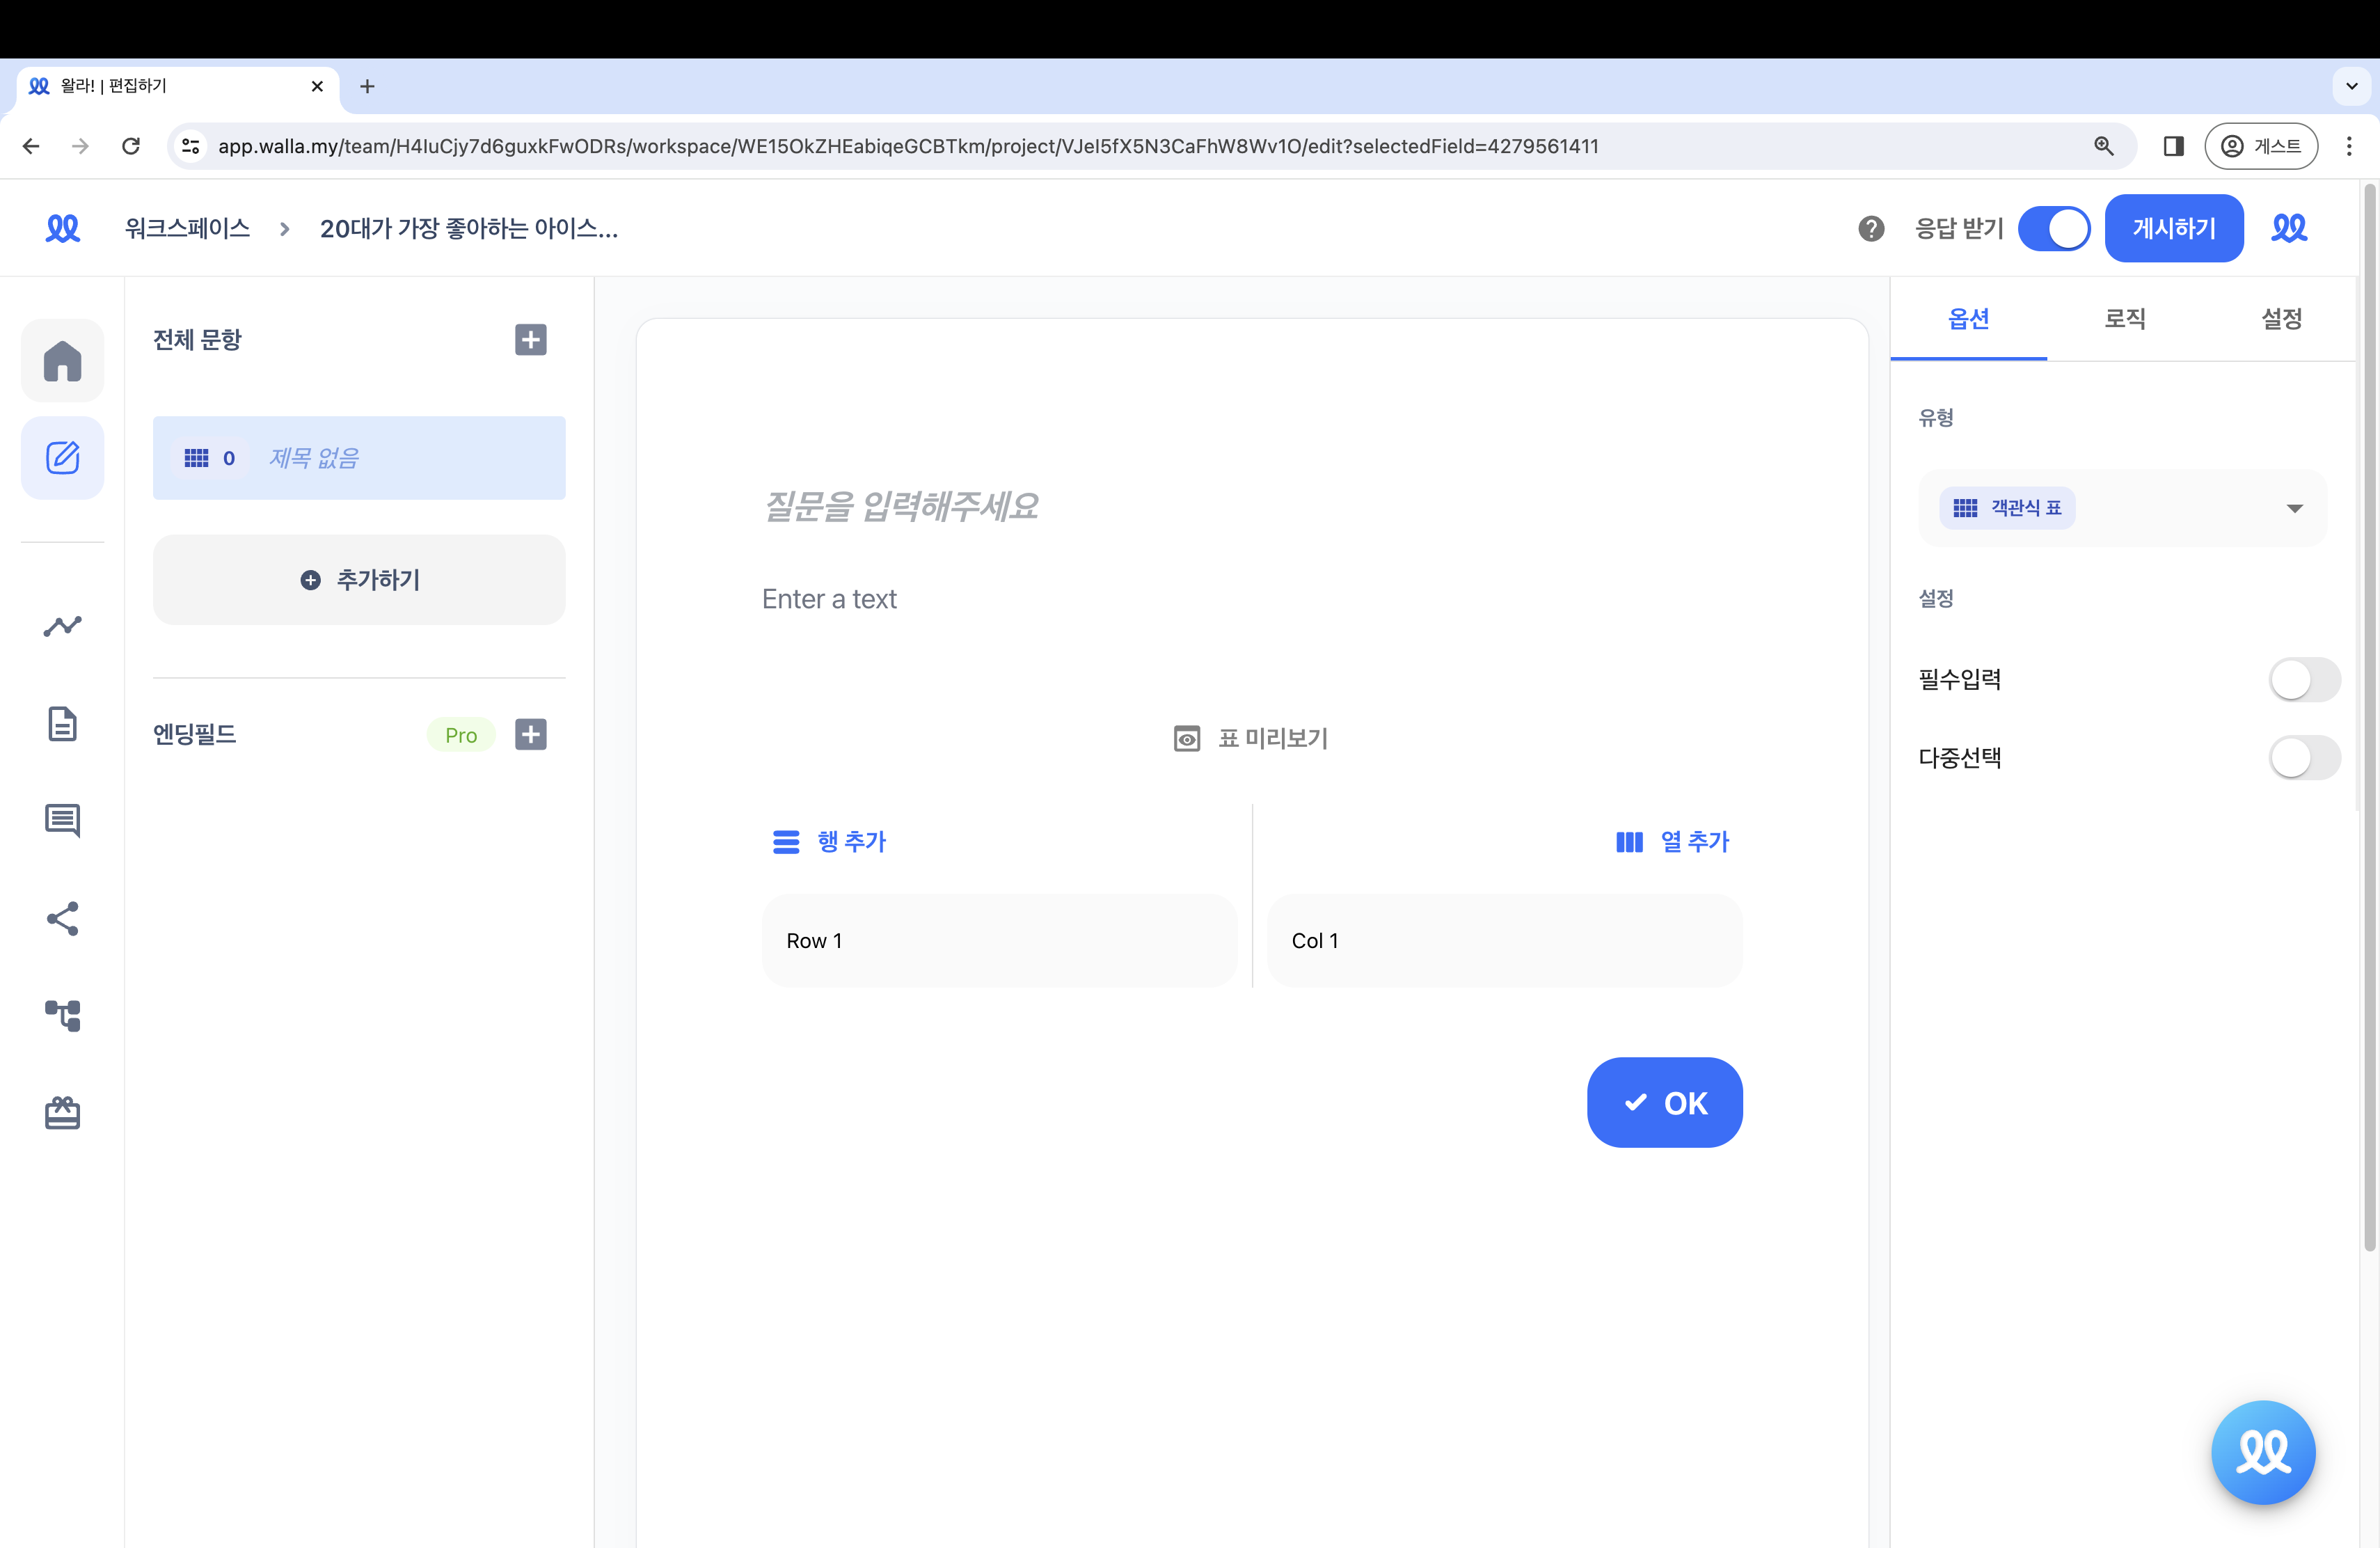 왈라! | 편집하기
app.walla.my/team/H4IuCjy7d6guxkFwODRs/workspace/WE15OkZHEabiqeGCBTkm/project/VJeI5fX5N3CaFhW8Wv1O/edit?selectedField=4279561411
게스트
워크스페이스
20대가 가장 좋아하는 아이스...
응답 받기
게시하기
전체 문항
0 제목 없음
추가하기
엔딩필드
Pro
질문을 입력해주세요
Enter a text
표 미리보기
행 추가
열 추가
Row 1
Col 1
OK
옵션
로직
설정
유형
객관식 표
설정
필수입력
다중선택